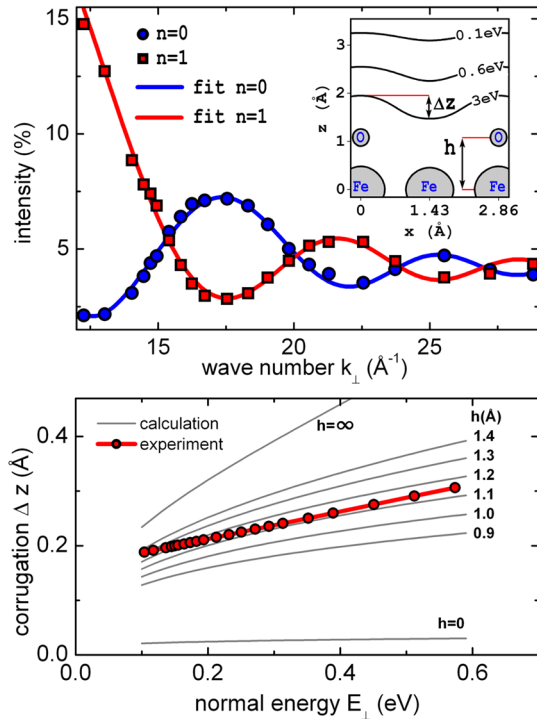 15
10
5
intensity (%)
n=0
n=1
fit n=0
fit n=1
3
2
1
0
z (Å)
0.1eV
0.6eV
3eV
Δz
h
O
O
Fe
Fe
Fe
0
1.43
2.86
x (Å)
15
20
25
wave number k⊥ (Å⁻¹)
0.4
0.2
0.0
corrugation Δ z (Å)
calculation
experiment
h=∞
h(Å)
1.4
1.3
1.2
1.1
1.0
0.9
h=0
0.0
0.2
0.4
0.6
normal energy E⊥ (eV)